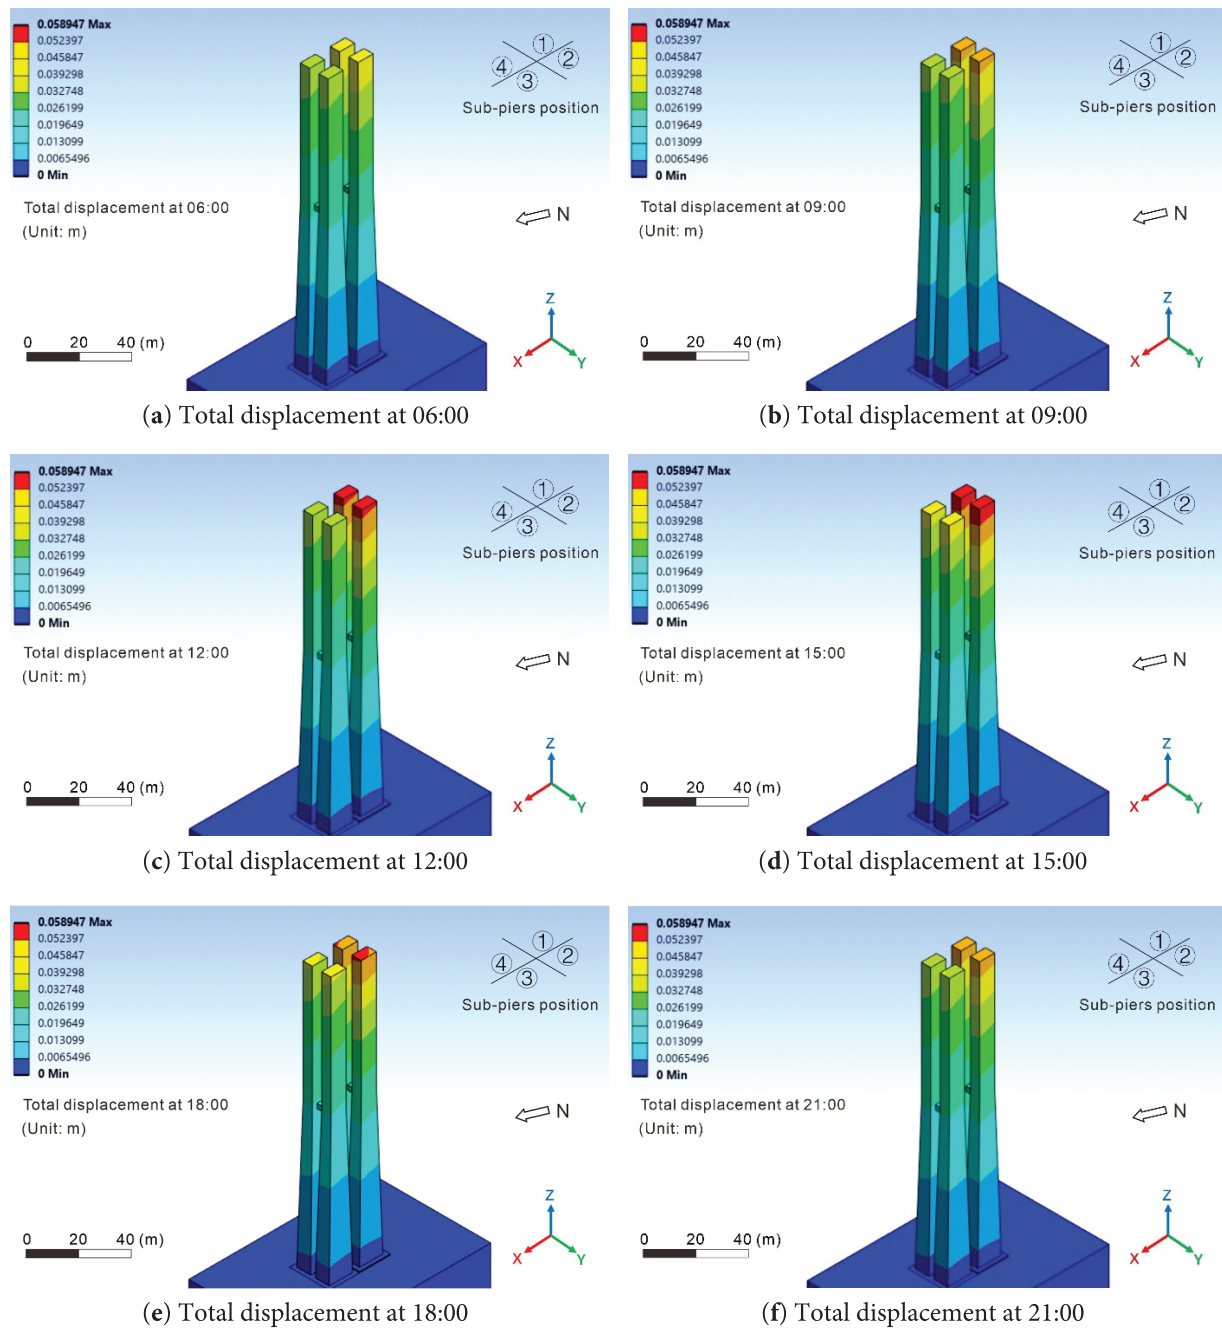 0.058947 Max
0.052397
0.045847
0.039298
0.032748
0.026199
0.019649
0.013099
0.0065496
0 Min
1
2
4
3
Sub-piers position
Total displacement at 06:00
(Unit: m)
N
0 20 40 (m)
Z
X
Y
(a) Total displacement at 06:00
0.058947 Max
0.052397
0.045847
0.039298
0.032748
0.026199
0.019649
0.013099
0.0065496
0 Min
1
2
4
3
Sub-piers position
Total displacement at 09:00
(Unit: m)
N
0 20 40 (m)
Z
X
Y
(b) Total displacement at 09:00
0.058947 Max
0.052397
0.045847
0.039298
0.032748
0.026199
0.019649
0.013099
0.0065496
0 Min
1
2
4
3
Sub-piers position
Total displacement at 12:00
(Unit: m)
N
0 20 40 (m)
Z
X
Y
(c) Total displacement at 12:00
0.058947 Max
0.052397
0.045847
0.039298
0.032748
0.026199
0.019649
0.013099
0.0065496
0 Min
1
2
4
3
Sub-piers position
Total displacement at 15:00
(Unit: m)
N
0 20 40 (m)
Z
X
Y
(d) Total displacement at 15:00
0.058947 Max
0.052397
0.045847
0.039298
0.032748
0.026199
0.019649
0.013099
0.0065496
0 Min
1
2
4
3
Sub-piers position
Total displacement at 18:00
(Unit: m)
N
0 20 40 (m)
Z
X
Y
(e) Total displacement at 18:00
0.058947 Max
0.052397
0.045847
0.039298
0.032748
0.026199
0.019649
0.013099
0.0065496
0 Min
1
2
4
3
Sub-piers position
Total displacement at 21:00
(Unit: m)
N
0 20 40 (m)
Z
X
Y
(f) Total displacement at 21:00